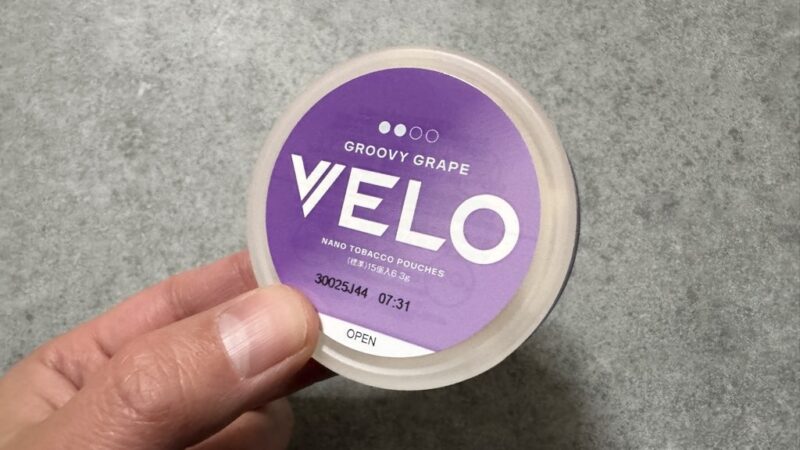 GROOVY GRAPE
VELO
NANO TOBACCO POUCHES
(標準)15個入6.3g
30025J44 07:31
OPEN